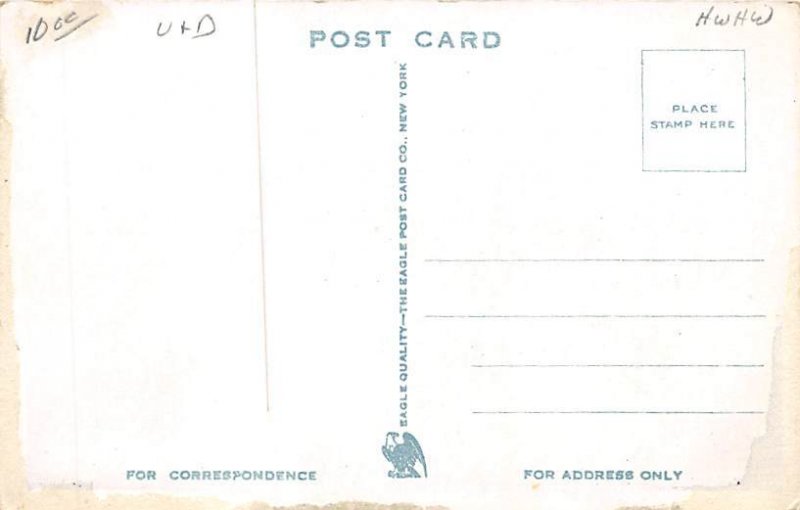 10 00
U+D
HWHW
POST CARD
PLACE
STAMP HERE
EAGLE QUALITY—THE EAGLE POST CARD CO., NEW YORK
FOR CORRESPONDENCE
FOR ADDRESS ONLY